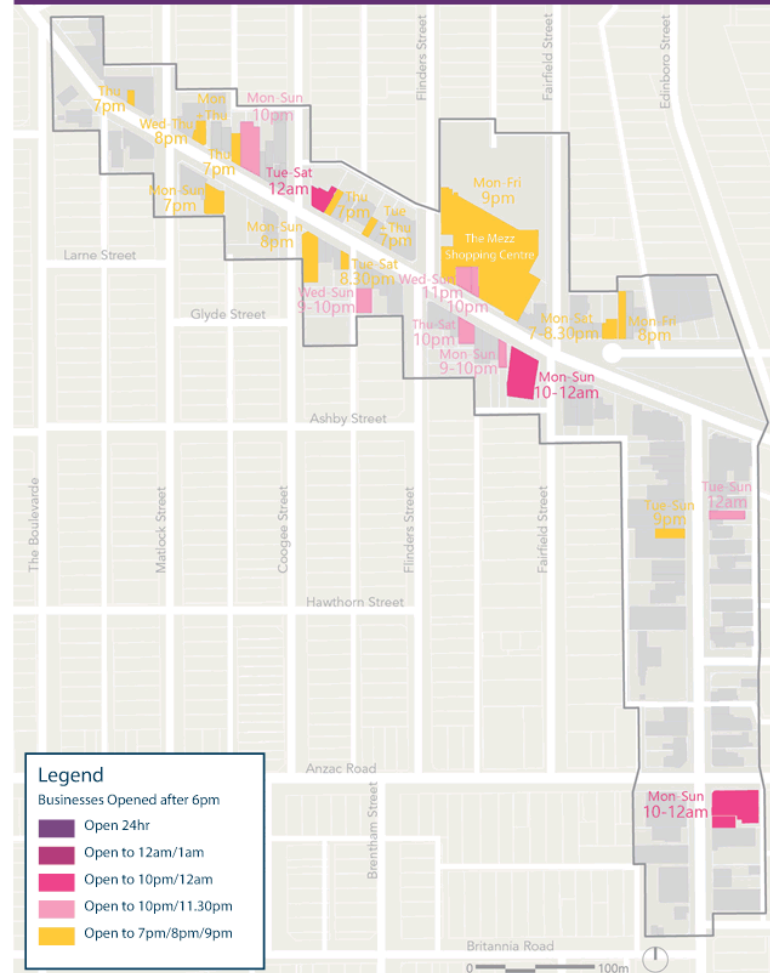 Flinders Street
Fairfield Street
Edinboro Street
Thu
7pm
Mon
- Thu
Mon-Sun
10pm
Wed-Thu
8pm
Thu
7pm
Tue-Sat
12am
Mon-Sun
7pm
Thu
7pm
Tue
+Thu
7pm
Mon-Fri
9pm
The Mezz
Shopping Centre
Mon-Sun
8pm
Tue-Sat
8.30pm
Larne Street
Wed-Sun
9-10pm
Wed-Sun
11pm
10pm
Glyde Street
Thu-Sat
10pm
Mon-Sat
7-8.30pm
Mon-Fri
8pm
Mon-Sun
9-10pm
Mon-Sun
10-12am
Ashby Street
The Boulevarde
Matlock Street
Coogee Street
Flinders Street
Fairfield Street
Tue-Sun
9pm
Tue-Sun
12am
Hawthorn Street
Anzac Road
Brentham Street
Mon-Sun
10-12am
Legend
Businesses Opened after 6pm
Open 24hr
Open to 12am/1am
Open to 10pm/12am
Open to 10pm/11.30pm
Open to 7pm/8pm/9pm
Britannia Road
0 100m